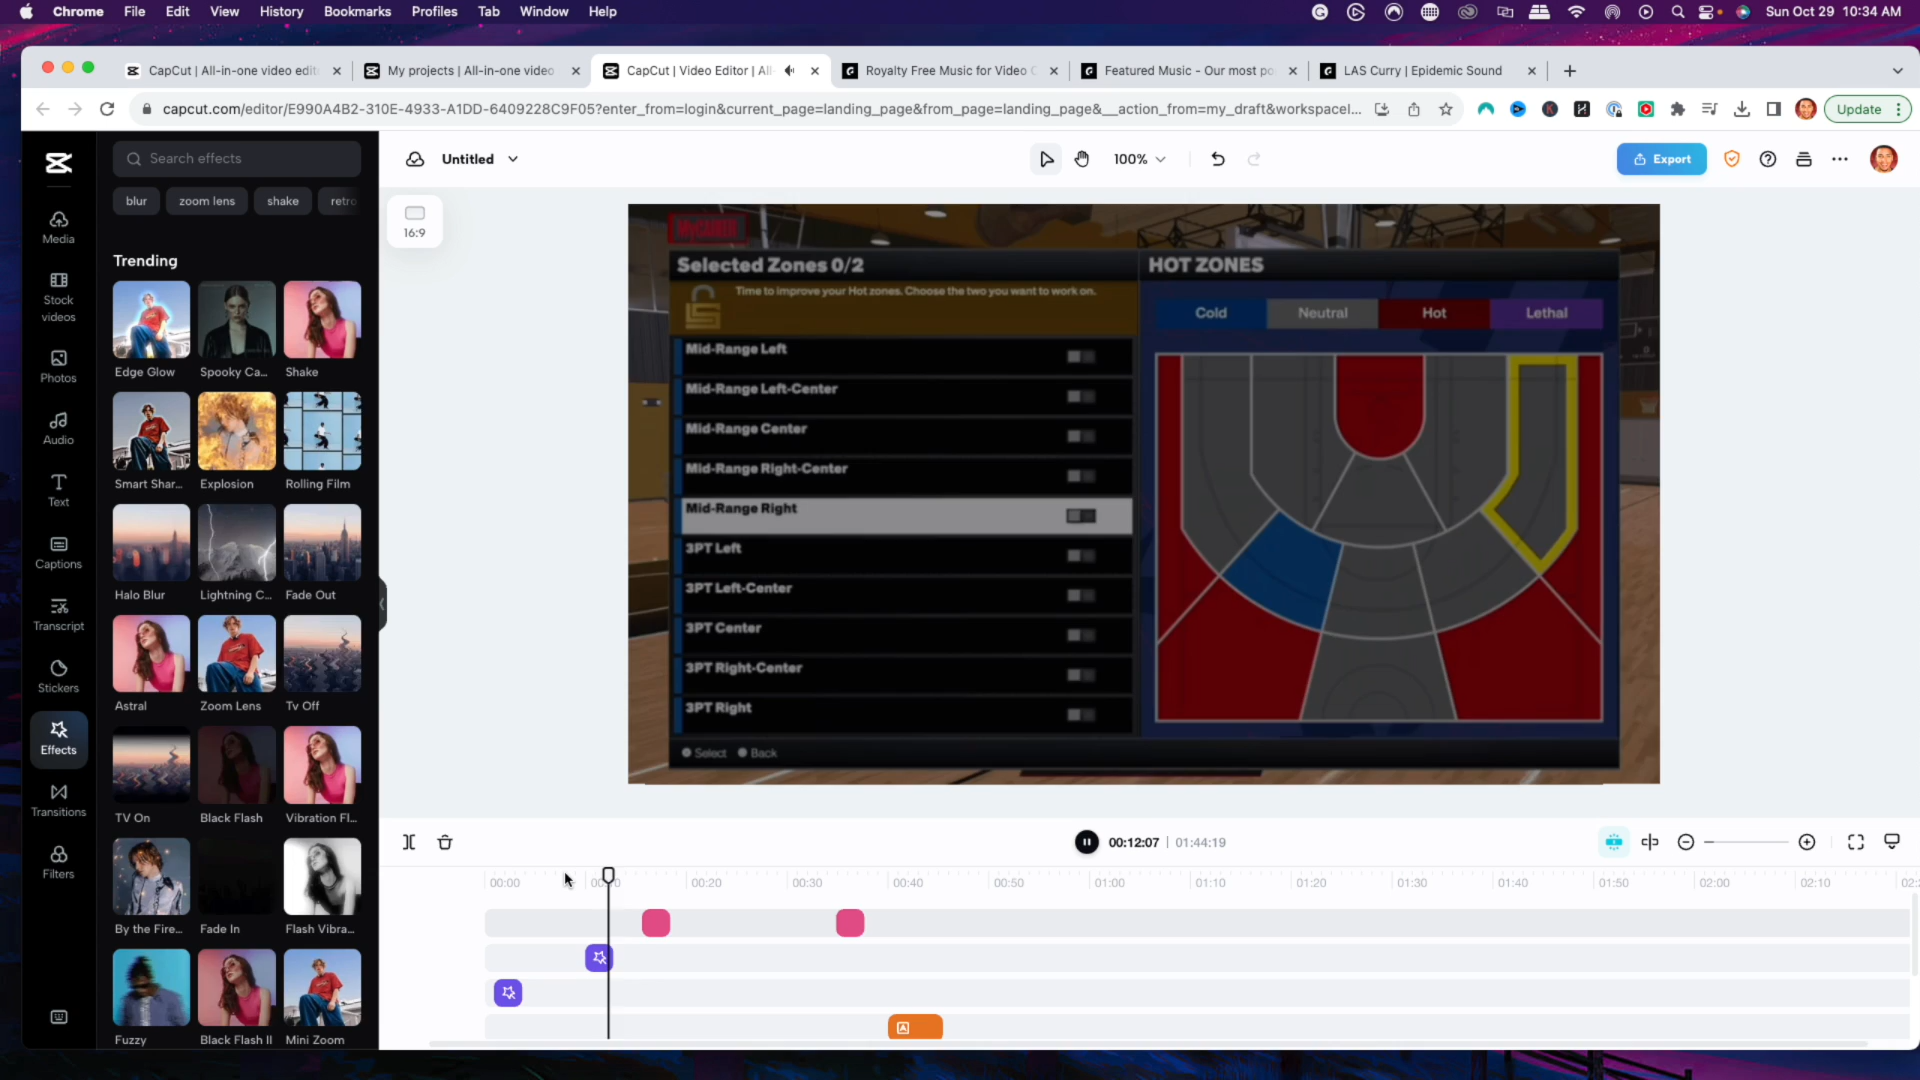 Chrome File Edit View History Bookmarks Profiles Tab Window Help
Sun Oct 29 10:34 AM
CapCut | All-in-one video edit
My projects | All-in-one video
CapCut | Video Editor | All-
Royalty Free Music for Video
Featured Music - Our most po
LAS Curry | Epidemic Sound
capcut.com/editor/E990A4B2-310E-4933-A1DD-6409228C9F05?enter_from=login&current_page=landing_page&from_page=landing_page&__action_from=my_draft&workspaceI...
Update
Search effects
Untitled
100%
Export
blur zoom lens shake retro
16:9
Media
Stock videos
Photos
Audio
Text
Captions
Transcript
Stickers
Effects
Transitions
Filters
Trending
Edge Glow Spooky Ca... Shake
Smart Shar... Explosion Rolling Film
Halo Blur Lightning C... Fade Out
Astral Zoom Lens Tv Off
TV On Black Flash Vibration Fl...
By the Fire... Fade In Flash Vibra...
Fuzzy Black Flash II Mini Zoom
MyCAREER
Selected Zones 0/2
Time to improve your Hot zones. Choose the two you want to work on.
Mid-Range Left
Mid-Range Left-Center
Mid-Range Center
Mid-Range Right-Center
Mid-Range Right
3PT Left
3PT Left-Center
3PT Center
3PT Right-Center
3PT Right
Select Back
HOT ZONES
Cold Neutral Hot Lethal
00:12:07 | 01:44:19
00:00 00:20 00:30 00:40 00:50 01:00 01:10 01:20 01:30 01:40 01:50 02:00 02:10